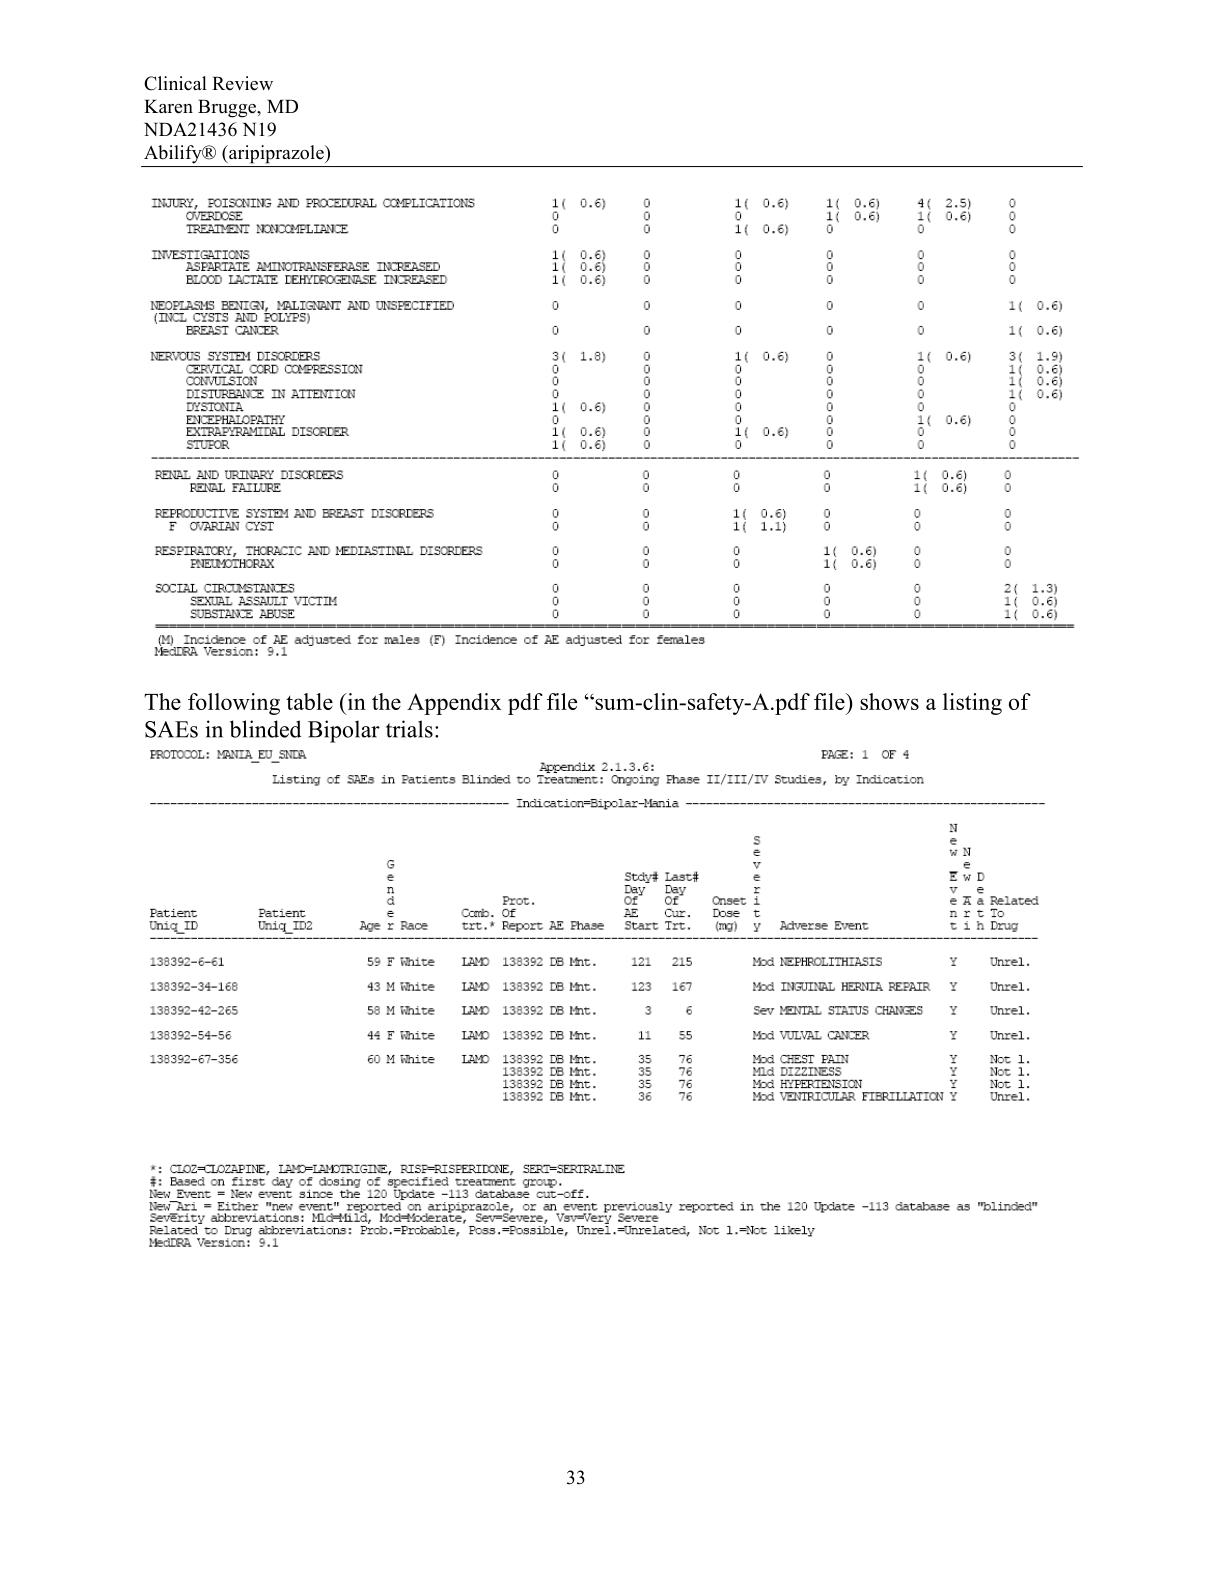 Clinical Review
Karen Brugge, MD
NDA21436 N19
Abilify® (aripiprazole)
INJURY, POISONING AND PROCEDURAL COMPLICATIONS 1( 0.6) 0 1( 0.6) 1( 0.6) 4( 2.5) 0
OVERDOSE 0 0 0 1( 0.6) 1( 0.6) 0
TREATMENT NONCOMPLIANCE 0 0 1( 0.6) 0 0 0
INVESTIGATIONS 1( 0.6) 0 0 0 0 0
ASPARTATE AMINOTRANSFERASE INCREASED 1( 0.6) 0 0 0 0 0
BLOOD LACTATE DEHYDROGENASE INCREASED 1( 0.6) 0 0 0 0 0
NEOPLASMS BENIGN, MALIGNANT AND UNSPECIFIED 0 0 0 0 0 1( 0.6)
(INCL CYSTS AND POLYPS)
BREAST CANCER 0 0 0 0 0 1( 0.6)
NERVOUS SYSTEM DISORDERS 3( 1.8) 0 1( 0.6) 0 1( 0.6) 3( 1.9)
CERVICAL CORD COMPRESSION 0 0 0 0 0 1( 0.6)
CONVULSION 0 0 0 0 0 1( 0.6)
DISTURBANCE IN ATTENTION 0 0 0 0 0 1( 0.6)
DYSTONIA 1( 0.6) 0 0 0 0 0
ENCEPHALOPATHY 0 0 0 0 1( 0.6) 0
EXTRAPYRAMIDAL DISORDER 1( 0.6) 0 1( 0.6) 0 0 0
STUPOR 1( 0.6) 0 0 0 0 0
RENAL AND URINARY DISORDERS 0 0 0 0 1( 0.6) 0
RENAL FAILURE 0 0 0 0 1( 0.6) 0
REPRODUCTIVE SYSTEM AND BREAST DISORDERS 0 0 1( 0.6) 0 0 0
F OVARIAN CYST 0 0 1( 1.1) 0 0 0
RESPIRATORY, THORACIC AND MEDIASTINAL DISORDERS 0 0 0 1( 0.6) 0 0
PNEUMOTHORAX 0 0 0 1( 0.6) 0 0
SOCIAL CIRCUMSTANCES 0 0 0 0 0 2( 1.3)
SEXUAL ASSAULT VICTIM 0 0 0 0 0 1( 0.6)
SUBSTANCE ABUSE 0 0 0 0 0 1( 0.6)
(M) Incidence of AE adjusted for males (F) Incidence of AE adjusted for females
MedDRA Version: 9.1
The following table (in the Appendix pdf file “sum-clin-safety-A.pdf file) shows a listing of
SAEs in blinded Bipolar trials:
PROTOCOL: MANIA_EU_SNDA PAGE: 1 OF 4
Appendix 2.1.3.6:
Listing of SAEs in Patients Blinded to Treatment: Ongoing Phase II/III/IV Studies, by Indication
Indication=Bipolar-Mania
N
S e
e w N
G v _ e
e Stdy# Last# e E w D
n Day Day r v _ e
d Prot. Of Of Onset i e A a Related
Patient Patient e Comb. Of AE Cur. Dose t n r t To
Uniq_ID Uniq_ID2 Age r Race trt.* Report AE Phase Start Trt. (mg) y Adverse Event t i h Drug
138392-6-61 59 F White LAMO 138392 DB Mnt. 121 215 Mod NEPHROLITHIASIS Y Unrel.
138392-34-168 43 M White LAMO 138392 DB Mnt. 123 167 Mod INGUINAL HERNIA REPAIR Y Unrel.
138392-42-265 58 M White LAMO 138392 DB Mnt. 3 6 Sev MENTAL STATUS CHANGES Y Unrel.
138392-54-56 44 F White LAMO 138392 DB Mnt. 11 55 Mod VULVAL CANCER Y Unrel.
138392-67-356 60 M White LAMO 138392 DB Mnt. 35 76 Mod CHEST PAIN Y Not l.
138392 DB Mnt. 35 76 Mld DIZZINESS Y Not l.
138392 DB Mnt. 35 76 Mod HYPERTENSION Y Not l.
138392 DB Mnt. 36 76 Mod VENTRICULAR FIBRILLATION Y Unrel.
*: CLOZ=CLOZAPINE, LAMO=LAMOTRIGINE, RISP=RISPERIDONE, SERT=SERTRALINE
#: Based on first day of dosing of specified treatment group.
New_Event = New event since the 120 Update -113 database cut-off.
New_Ari = Either "new event" reported on aripiprazole, or an event previously reported in the 120 Update -113 database as "blinded"
Severity abbreviations: Mld=Mild, Mod=Moderate, Sev=Severe, Vsv=Very Severe
Related to Drug abbreviations: Prob.=Probable, Poss.=Possible, Unrel.=Unrelated, Not l.=Not likely
MedDRA Version: 9.1
33